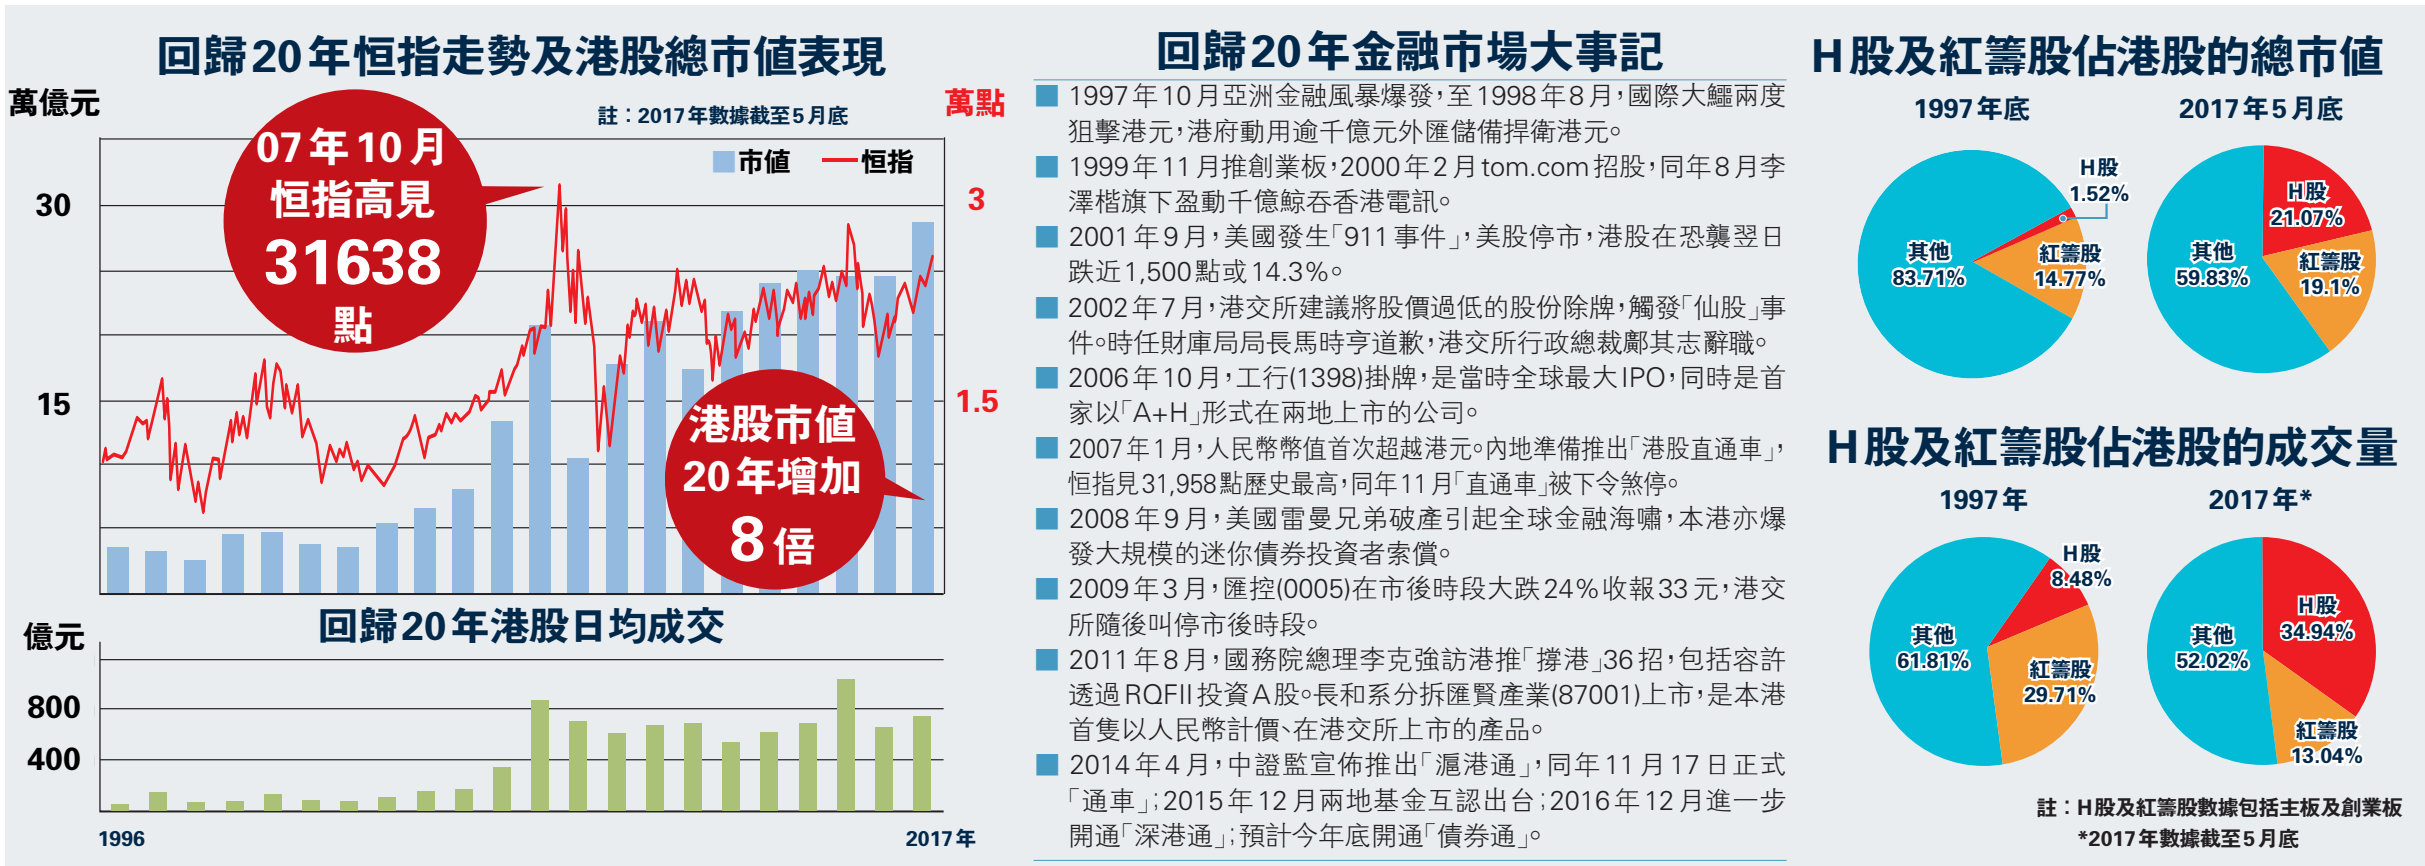 回歸20年恒指走勢及港股總市值表現
萬億元
註：2017年數據截至5月底
萬點
市值
恒指
07年10月
恒指高見
31638
點
30
3
15
1.5
港股市值
20年增加
8倍
回歸20年港股日均成交
億元
800
400
1996
2017年
回歸20年金融市場大事記
1997年10月亞洲金融風暴爆發，至1998年8月，國際大鱷兩度
狙擊港元，港府動用逾千億元外匯儲備捍衛港元。
1999年11月推創業板，2000年2月tom.com招股，同年8月李
澤楷旗下盈動千億鯨吞香港電訊。
2001年9月，美國發生「911事件」，美股停市，港股在恐襲翌日
跌近1,500點或14.3%。
2002年7月，港交所建議將股價過低的股份除牌，觸發「仙股」事
件。時任財庫局局長馬時亨道歉，港交所行政總裁鄺其志辭職。
2006年10月，工行(1398)掛牌，是當時全球最大IPO，同時是首
家以「A+H」形式在兩地上市的公司。
2007年1月，人民幣幣值首次超越港元。內地準備推出「港股直通車」，
恒指見31,958點歷史最高，同年11月「直通車」被下令煞停。
2008年9月，美國雷曼兄弟破產引起全球金融海嘯，本港亦爆
發大規模的迷你債券投資者索償。
2009年3月，匯控(0005)在市後時段大跌24%收報33元，港交
所隨後叫停市後時段。
2011年8月，國務院總理李克強訪港推「撐港」36招，包括容許
透過RQFII投資A股。長和系分拆匯賢產業(87001)上市，是本港
首隻以人民幣計價、在港交所上市的產品。
2014年4月，中證監宣佈推出「滬港通」，同年11月17日正式
「通車」；2015年12月兩地基金互認出台；2016年12月進一步
開通「深港通」；預計今年底開通「債券通」。
H股及紅籌股佔港股的總市值
1997年底
H股
1.52%
其他
83.71%
紅籌股
14.77%
2017年5月底
H股
21.07%
其他
59.83%
紅籌股
19.1%
H股及紅籌股佔港股的成交量
1997年
H股
8.48%
其他
61.81%
紅籌股
29.71%
2017年*
H股
34.94%
其他
52.02%
紅籌股
13.04%
註：H股及紅籌股數據包括主板及創業板
*2017年數據截至5月底